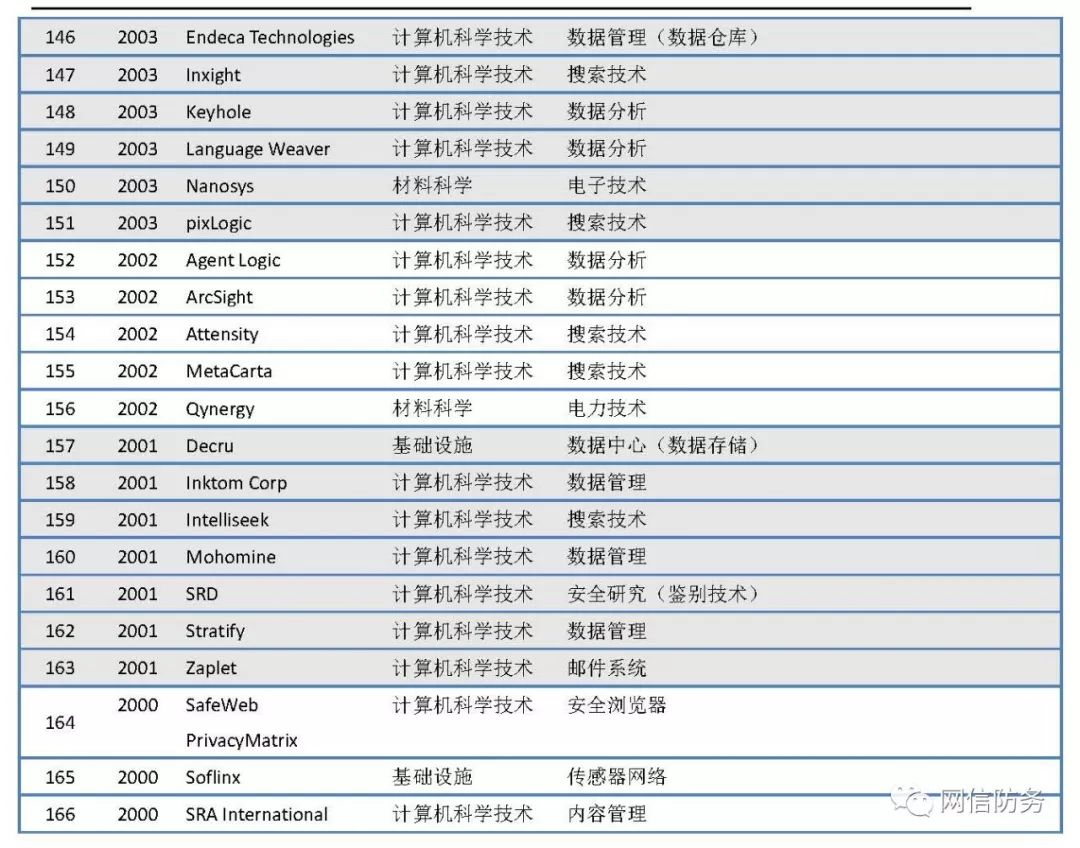 146 2003 Endeca Technologies 计算机科学技术 数据管理（数据仓库）
147 2003 Inxight 计算机科学技术 搜索技术
148 2003 Keyhole 计算机科学技术 数据分析
149 2003 Language Weaver 计算机科学技术 数据分析
150 2003 Nanosys 材料科学 电子技术
151 2003 pixLogic 计算机科学技术 搜索技术
152 2002 Agent Logic 计算机科学技术 数据分析
153 2002 ArcSight 计算机科学技术 数据分析
154 2002 Attensity 计算机科学技术 搜索技术
155 2002 MetaCarta 计算机科学技术 搜索技术
156 2002 Qynergy 材料科学 电力技术
157 2001 Decru 基础设施 数据中心（数据存储）
158 2001 Inktom Corp 计算机科学技术 数据管理
159 2001 Intelliseek 计算机科学技术 搜索技术
160 2001 Mohomine 计算机科学技术 数据管理
161 2001 SRD 计算机科学技术 安全研究（鉴别技术）
162 2001 Stratify 计算机科学技术 数据管理
163 2001 Zaplet 计算机科学技术 邮件系统
164 2000 SafeWeb 计算机科学技术 安全浏览器
PrivacyMatrix
165 2000 Soflinx 基础设施 传感器网络
166 2000 SRA International 计算机科学技术 内容管理
网信防务